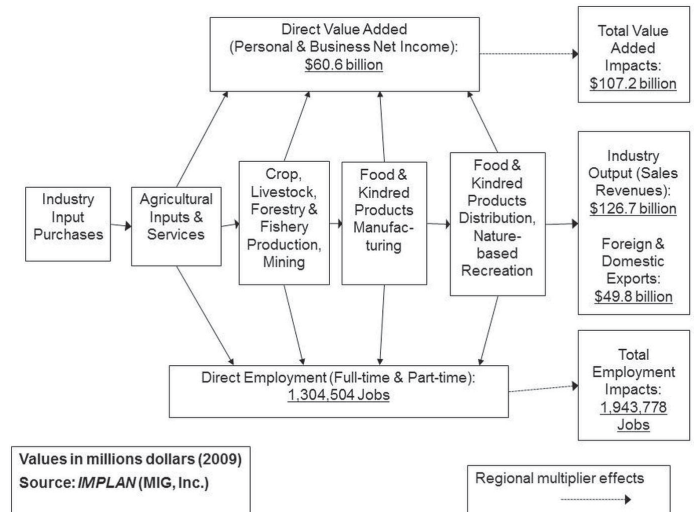 Direct Value Added
(Personal & Business Net Income):
$60.6 billion
Total Value
Added
Impacts:
$107.2 billion
Industry
Input
Purchases
Agricultural
Inputs &
Services
Crop,
Livestock,
Forestry &
Fishery
Production,
Mining
Food &
Kindred
Products
Manufac-
turing
Food &
Kindred
Products
Distribution,
Nature-
based
Recreation
Industry
Output (Sales
Revenues):
$126.7 billion
Foreign &
Domestic
Exports:
$49.8 billion
Direct Employment (Full-time & Part-time):
1,304,504 Jobs
Total
Employment
Impacts:
1,943,778
Jobs
Values in millions dollars (2009)
Source: IMPLAN (MIG, Inc.)
Regional multiplier effects